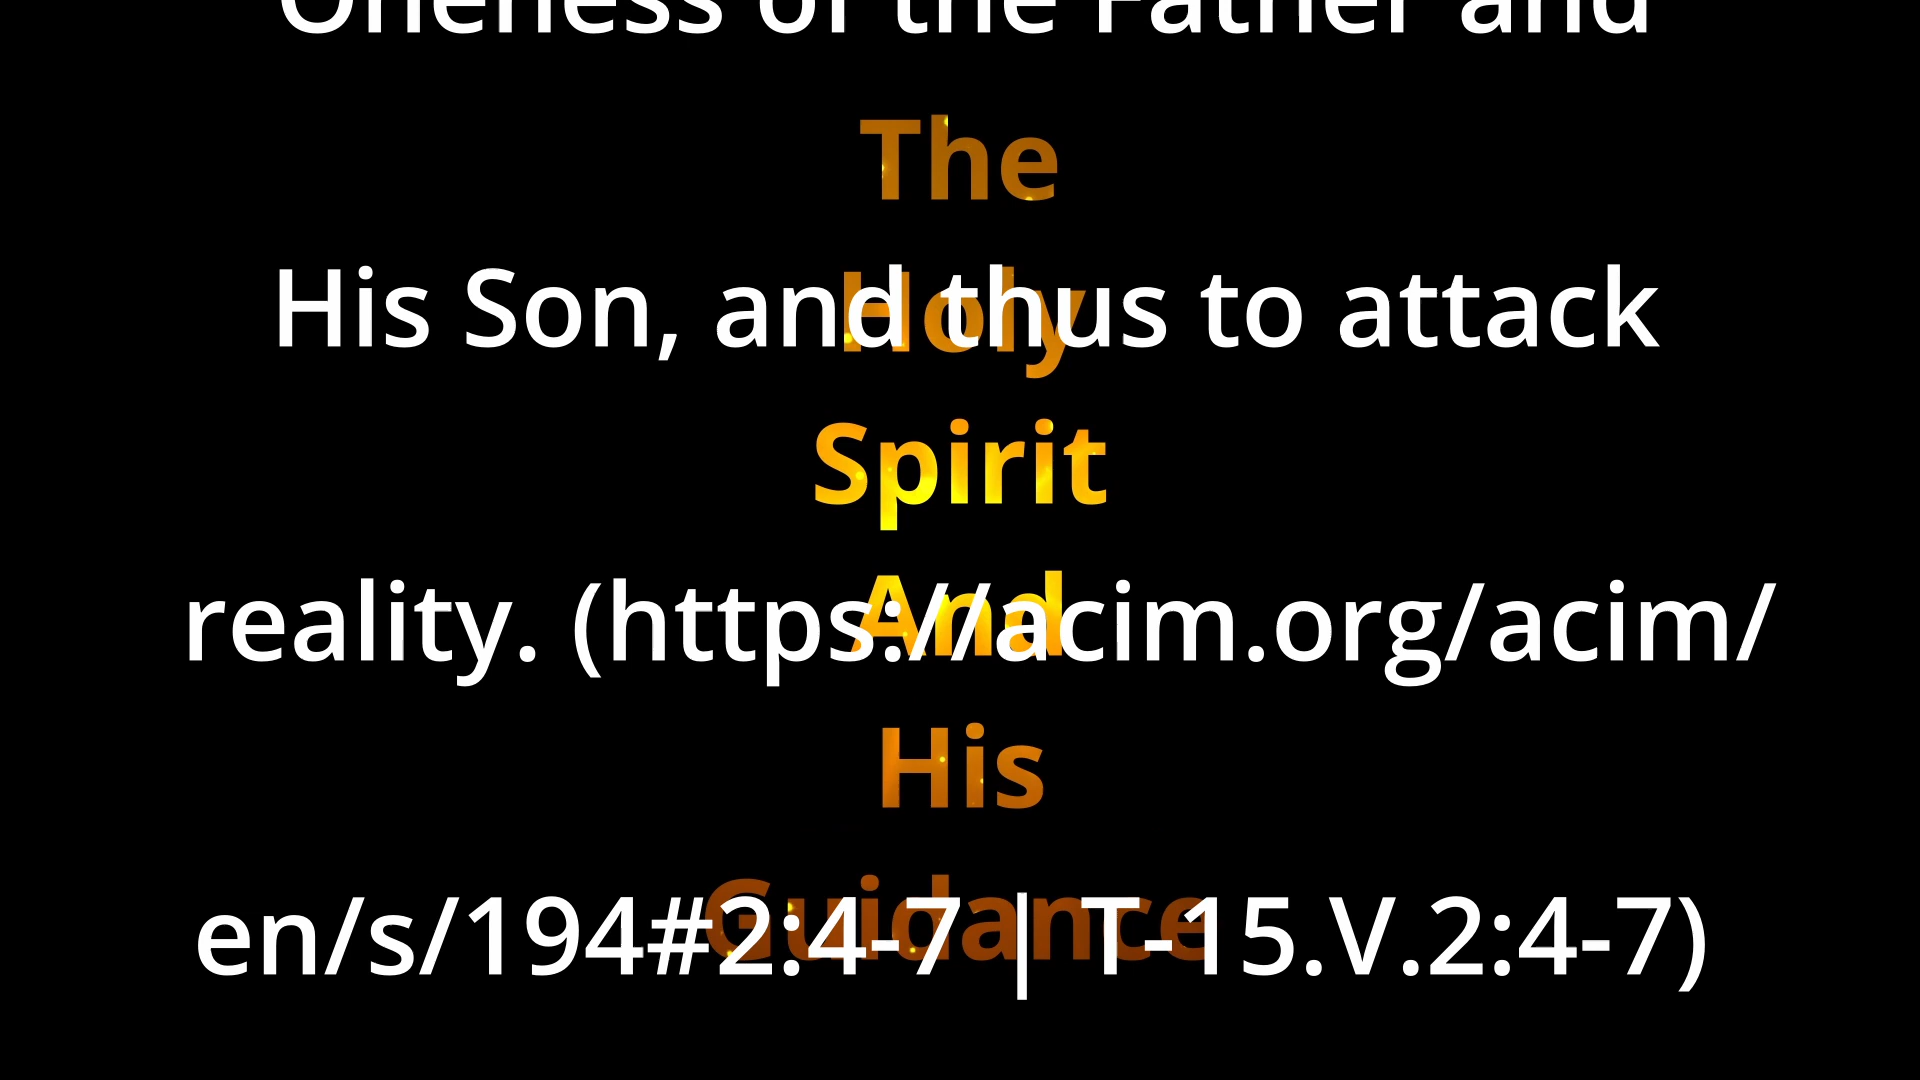 Oneness of the Father and
The
His Son, and thus to attack
Holy
Spirit
And
reality. (https://acim.org/acim/
His
Guidance
en/s/194#2:4-7 | T-15.V.2:4-7)